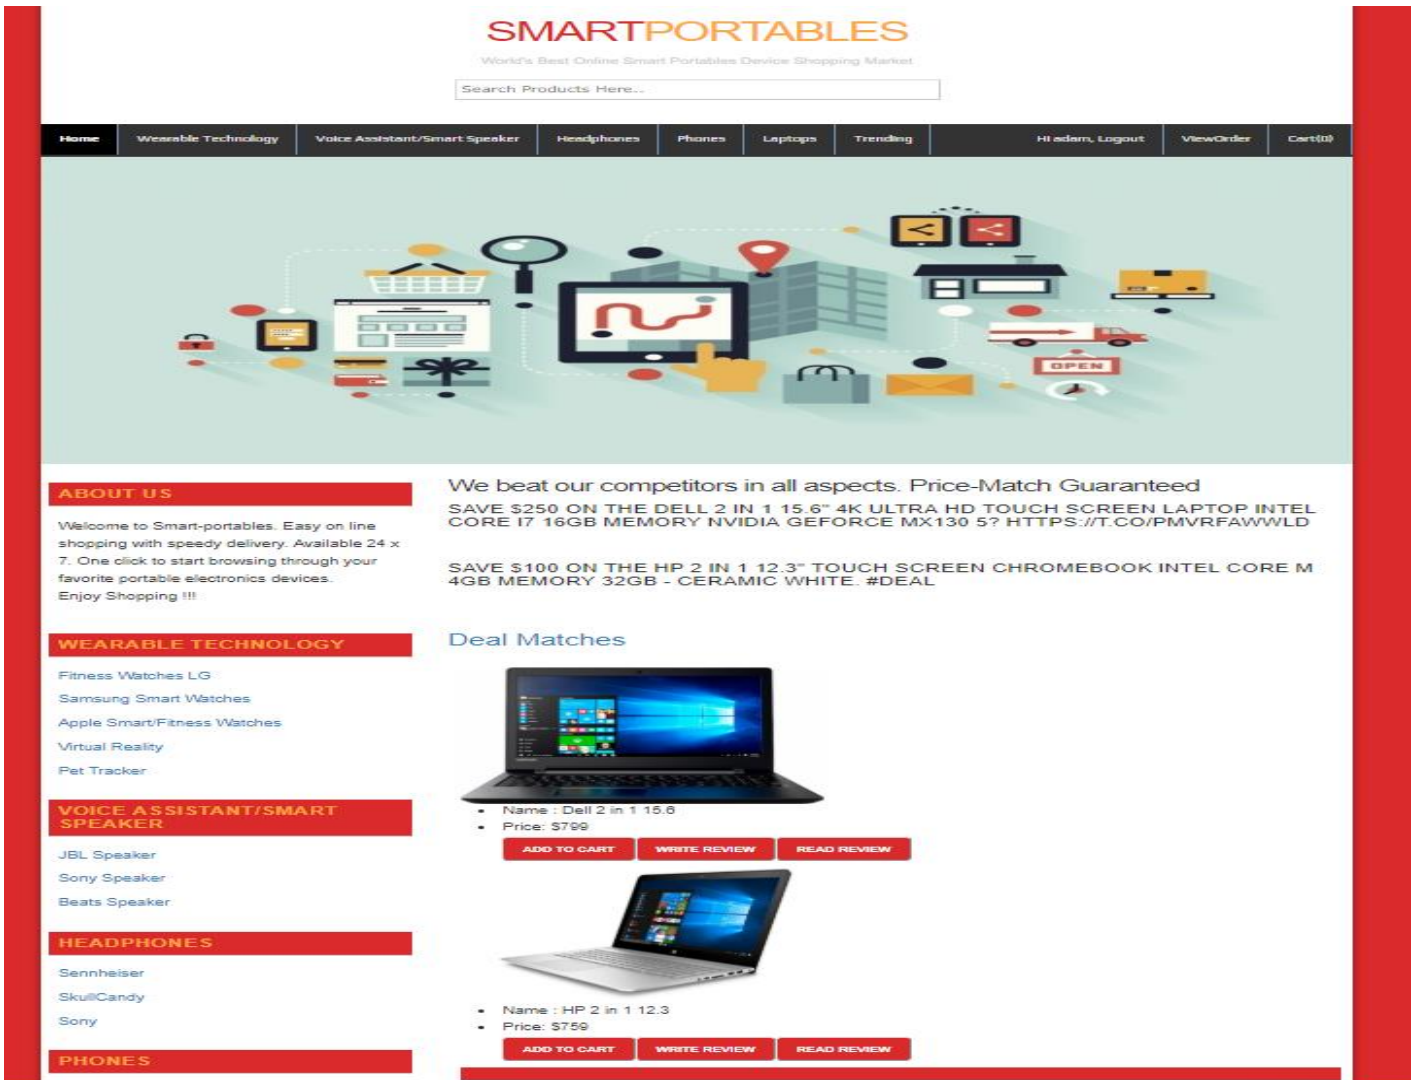 SMARTPORTABLES
World's Best Online Smart Portables Device Shopping Market
Search Products Here..
Home Wearable Technology Voice Assistant/Smart Speaker Headphones Phones Laptops Trending Hi adam, Logout ViewOrder Cart(0)
OPEN
ABOUT US
Welcome to Smart-portables. Easy on line
shopping with speedy delivery. Available 24 x
7. One click to start browsing through your
favorite portable electronics devices.
Enjoy Shopping !!!
WEARABLE TECHNOLOGY
Fitness Watches LG
Samsung Smart Watches
Apple Smart/Fitness Watches
Virtual Reality
Pet Tracker
VOICE ASSISTANT/SMART
SPEAKER
JBL Speaker
Sony Speaker
Beats Speaker
HEADPHONES
Sennheiser
SkullCandy
Sony
PHONES
We beat our competitors in all aspects. Price-Match Guaranteed
SAVE $250 ON THE DELL 2 IN 1 15.6" 4K ULTRA HD TOUCH SCREEN LAPTOP INTEL
CORE I7 16GB MEMORY NVIDIA GEFORCE MX130 5? HTTPS://T.CO/PMVRFAWWLD
SAVE $100 ON THE HP 2 IN 1 12.3" TOUCH SCREEN CHROMEBOOK INTEL CORE M
4GB MEMORY 32GB - CERAMIC WHITE. #DEAL
Deal Matches
Name : Dell 2 in 1 15.6
Price: $799
ADD TO CART WRITE REVIEW READ REVIEW
Name : HP 2 in 1 12.3
Price: $759
ADD TO CART WRITE REVIEW READ REVIEW